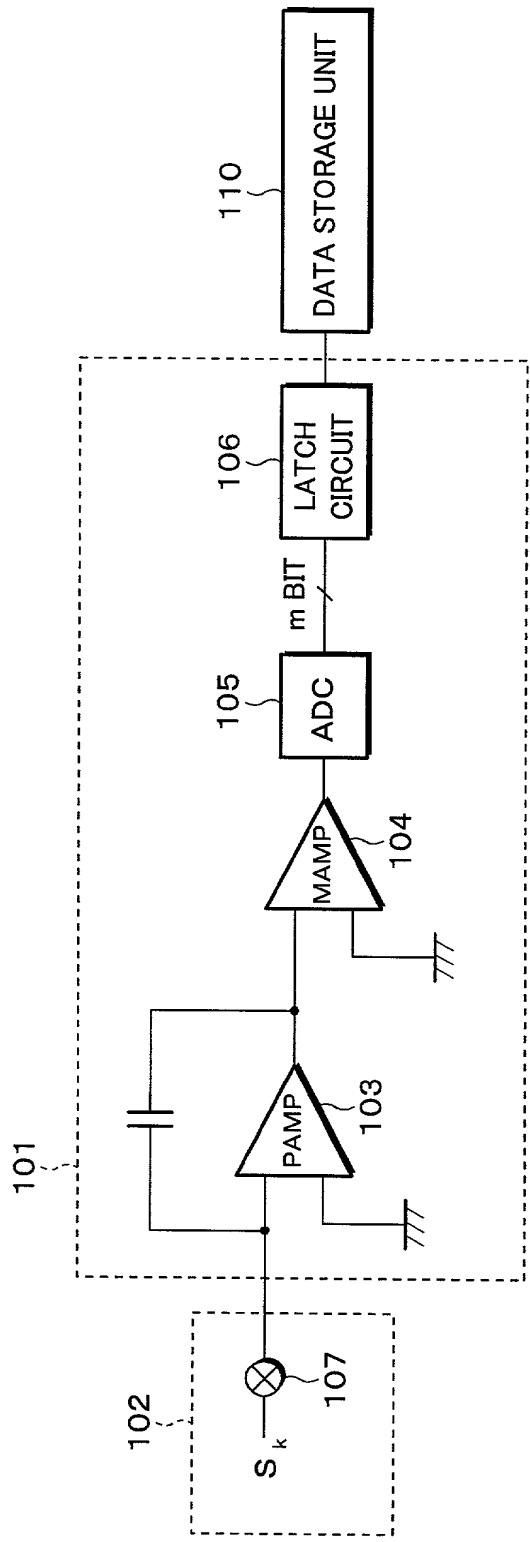 102
S k
107
101
PAMP
103
MAMP
104
105
ADC
m BIT
106
LATCH
CIRCUIT
110
DATA STORAGE UNIT